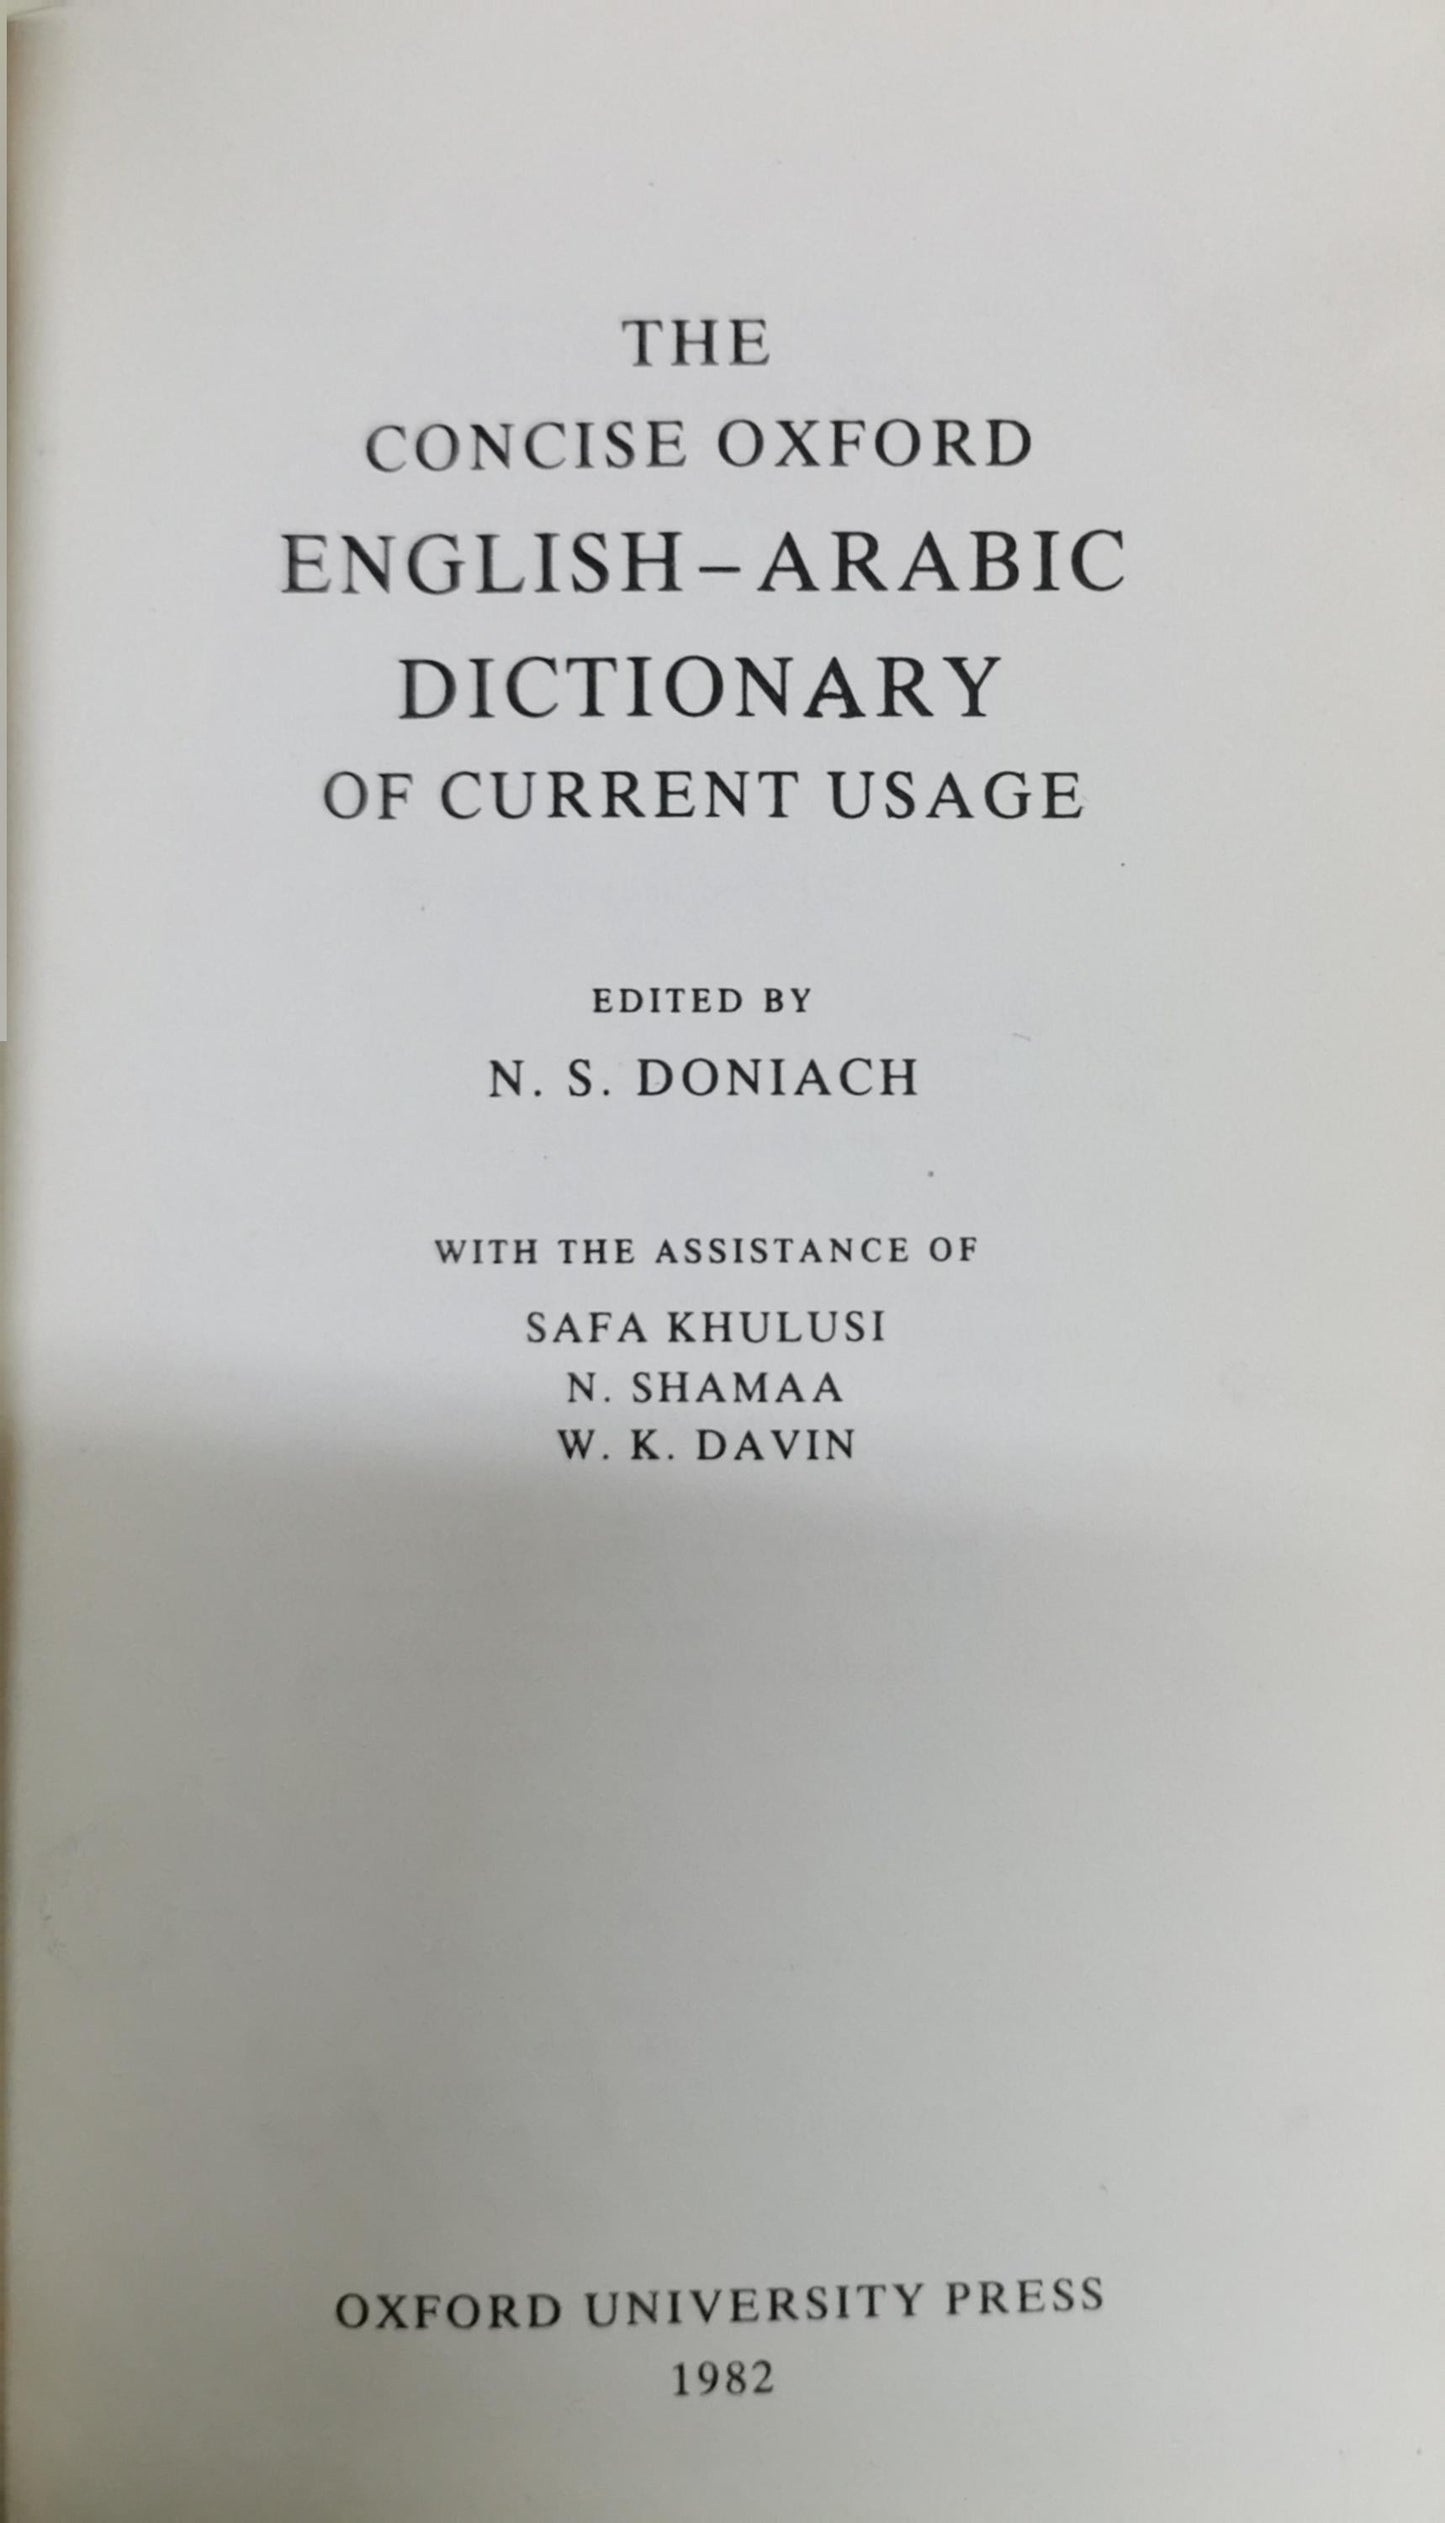 THE
CONCISE OXFORD
ENGLISH–ARABIC
DICTIONARY
OF CURRENT USAGE
EDITED BY
N. S. DONIACH
WITH THE ASSISTANCE OF
SAFA KHULUSI
N. SHAMAA
W. K. DAVIN
OXFORD UNIVERSITY PRESS
1982